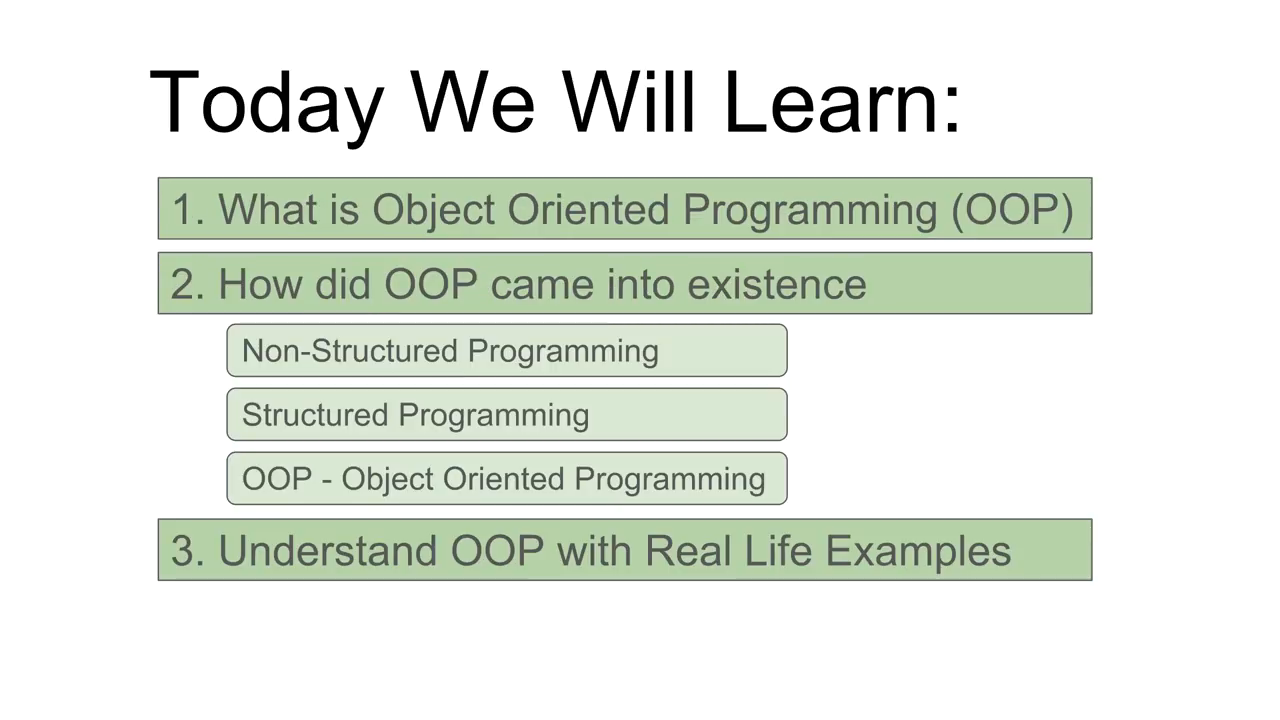 Today We Will Learn:
1. What is Object Oriented Programming (OOP)
2. How did OOP came into existence
Non-Structured Programming
Structured Programming
OOP - Object Oriented Programming
3. Understand OOP with Real Life Examples